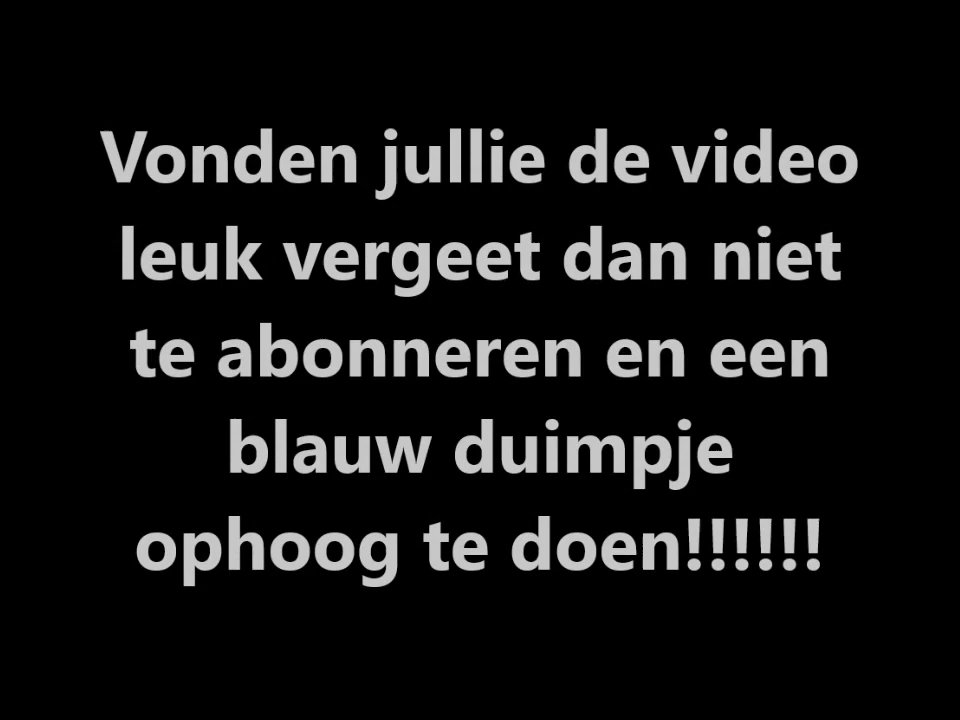 Vonden jullie de video
leuk vergeet dan niet
te abonneren en een
blauw duimpje
ophoog te doen!!!!!!